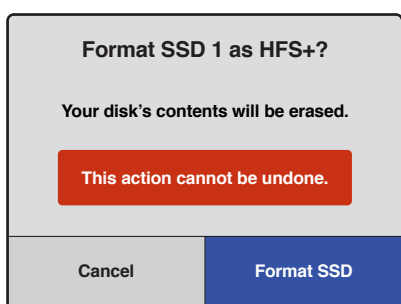 Format SSD 1 as HFS+?
Your disk's contents will be erased.
This action cannot be undone.
Cancel
Format SSD